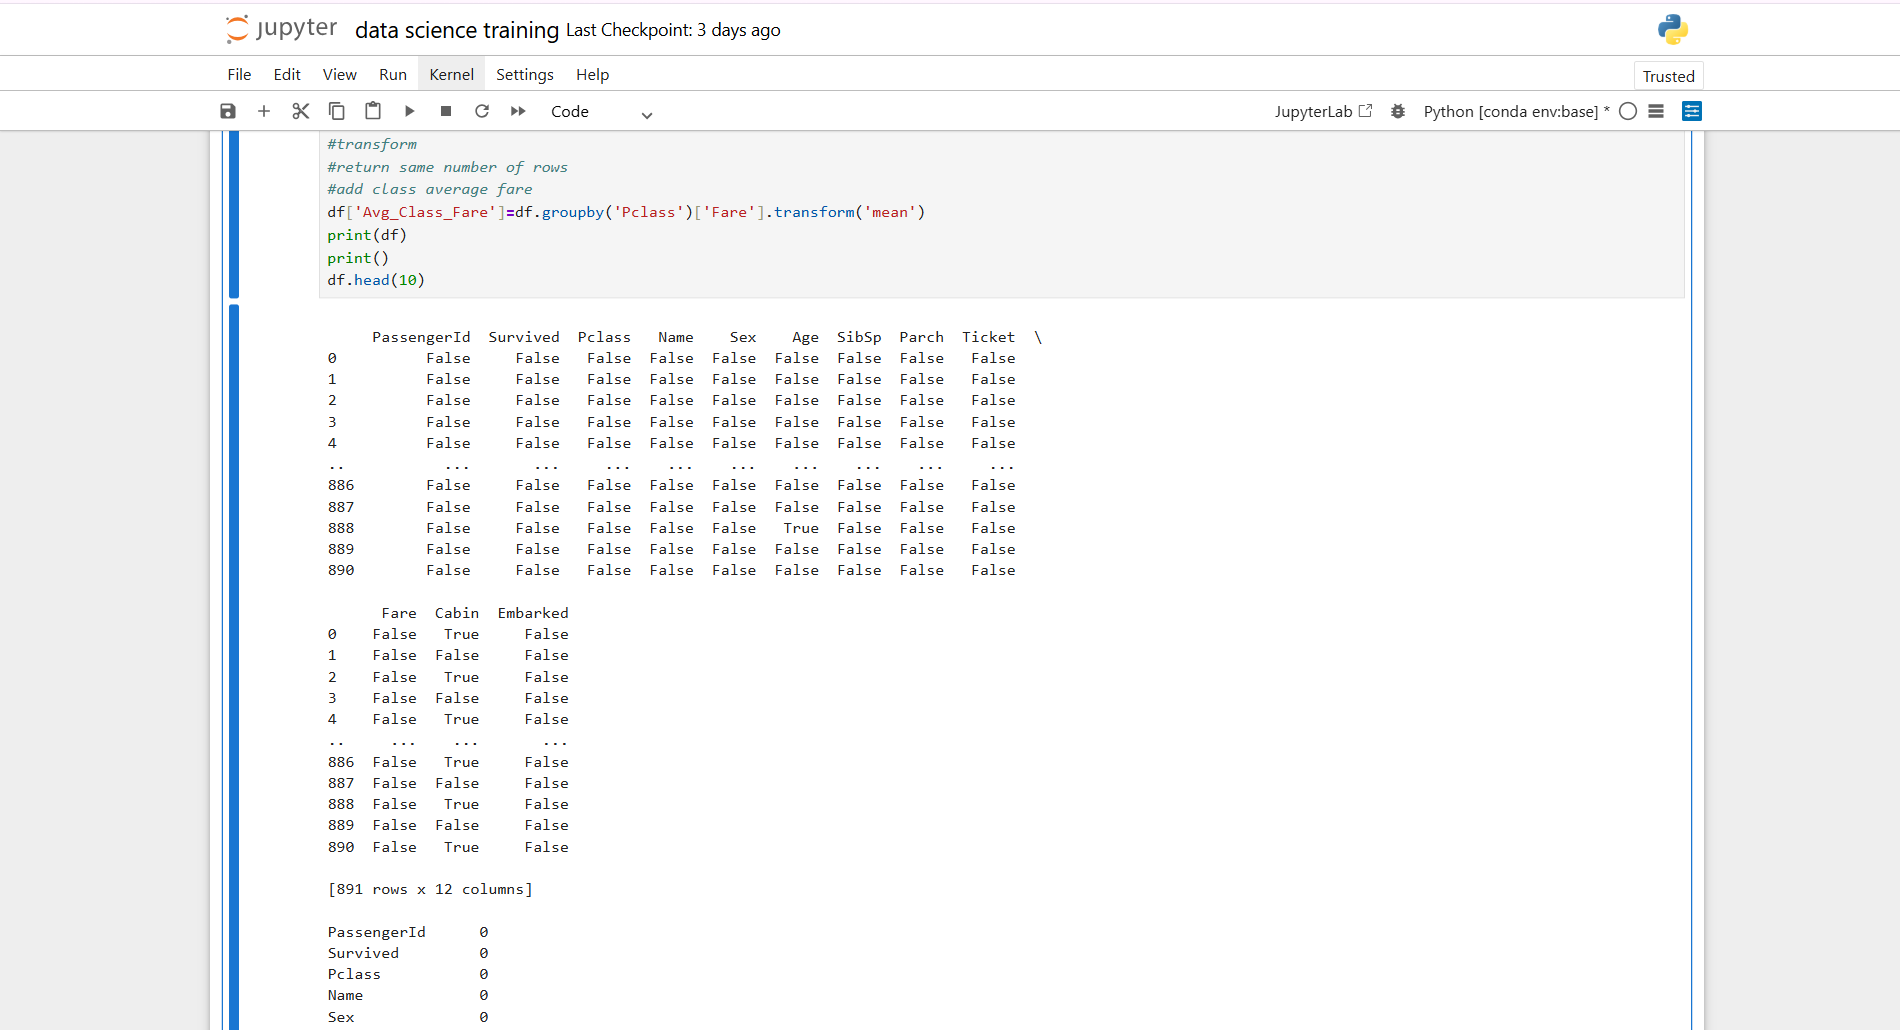 jupyter data science training Last Checkpoint: 3 days ago
File Edit View Run Kernel Settings Help Trusted
Code JupyterLab Python [conda env:base] *
#transform
#return same number of rows
#add class average fare
df['Avg_Class_Fare']=df.groupby('Pclass')['Fare'].transform('mean')
print(df)
print()
df.head(10)
PassengerId Survived Pclass Name Sex Age SibSp Parch Ticket \
0 False False False False False False False False False
1 False False False False False False False False False
2 False False False False False False False False False
3 False False False False False False False False False
4 False False False False False False False False False
.. ... ... ... ... ... ... ... ... ...
886 False False False False False False False False False
887 False False False False False False False False False
888 False False False False False True False False False
889 False False False False False False False False False
890 False False False False False False False False False
Fare Cabin Embarked
0 False True False
1 False False False
2 False True False
3 False False False
4 False True False
.. ... ... ...
886 False True False
887 False False False
888 False True False
889 False False False
890 False True False
[891 rows x 12 columns]
PassengerId 0
Survived 0
Pclass 0
Name 0
Sex 0